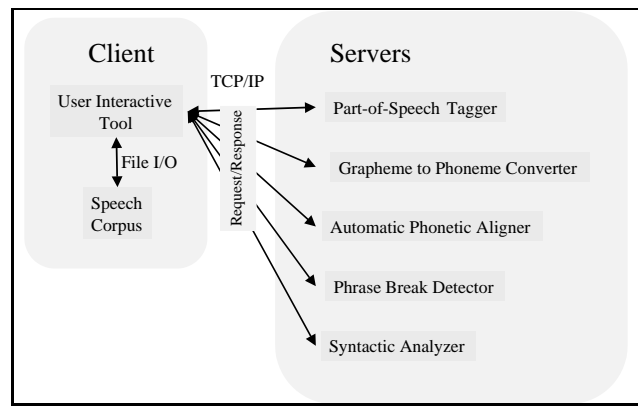 Client
Servers
TCP/IP
User Interactive
Tool
File I/O
Speech
Corpus
Request/Response
Part-of-Speech Tagger
Grapheme to Phoneme Converter
Automatic Phonetic Aligner
Phrase Break Detector
Syntactic Analyzer